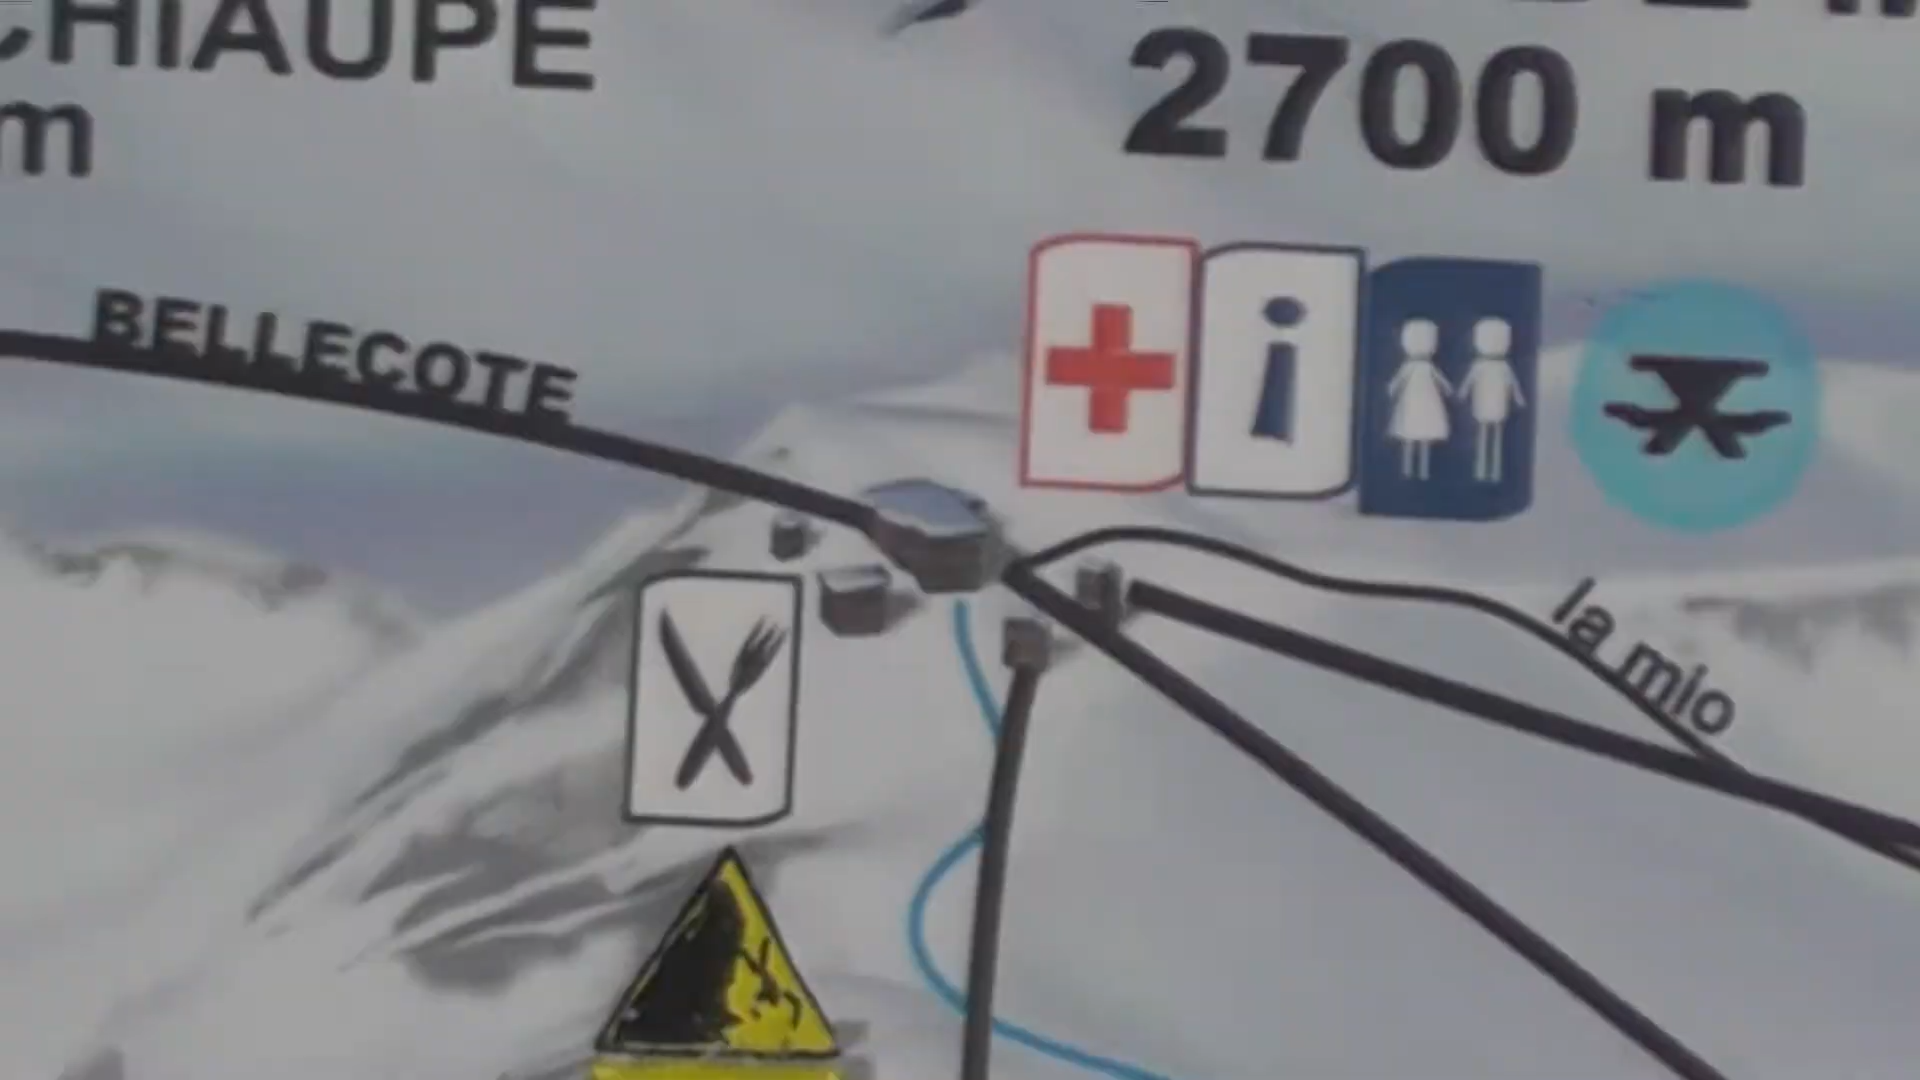 CHIAUPE
m
2700 m
BELLECOTE
i
la mio